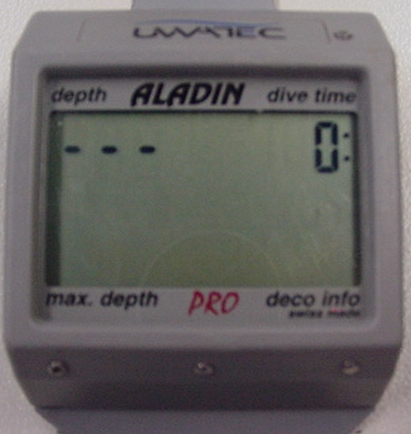 UWATEC
depth ALADIN dive time
- - - 0:
max. depth PRO deco info
swiss made